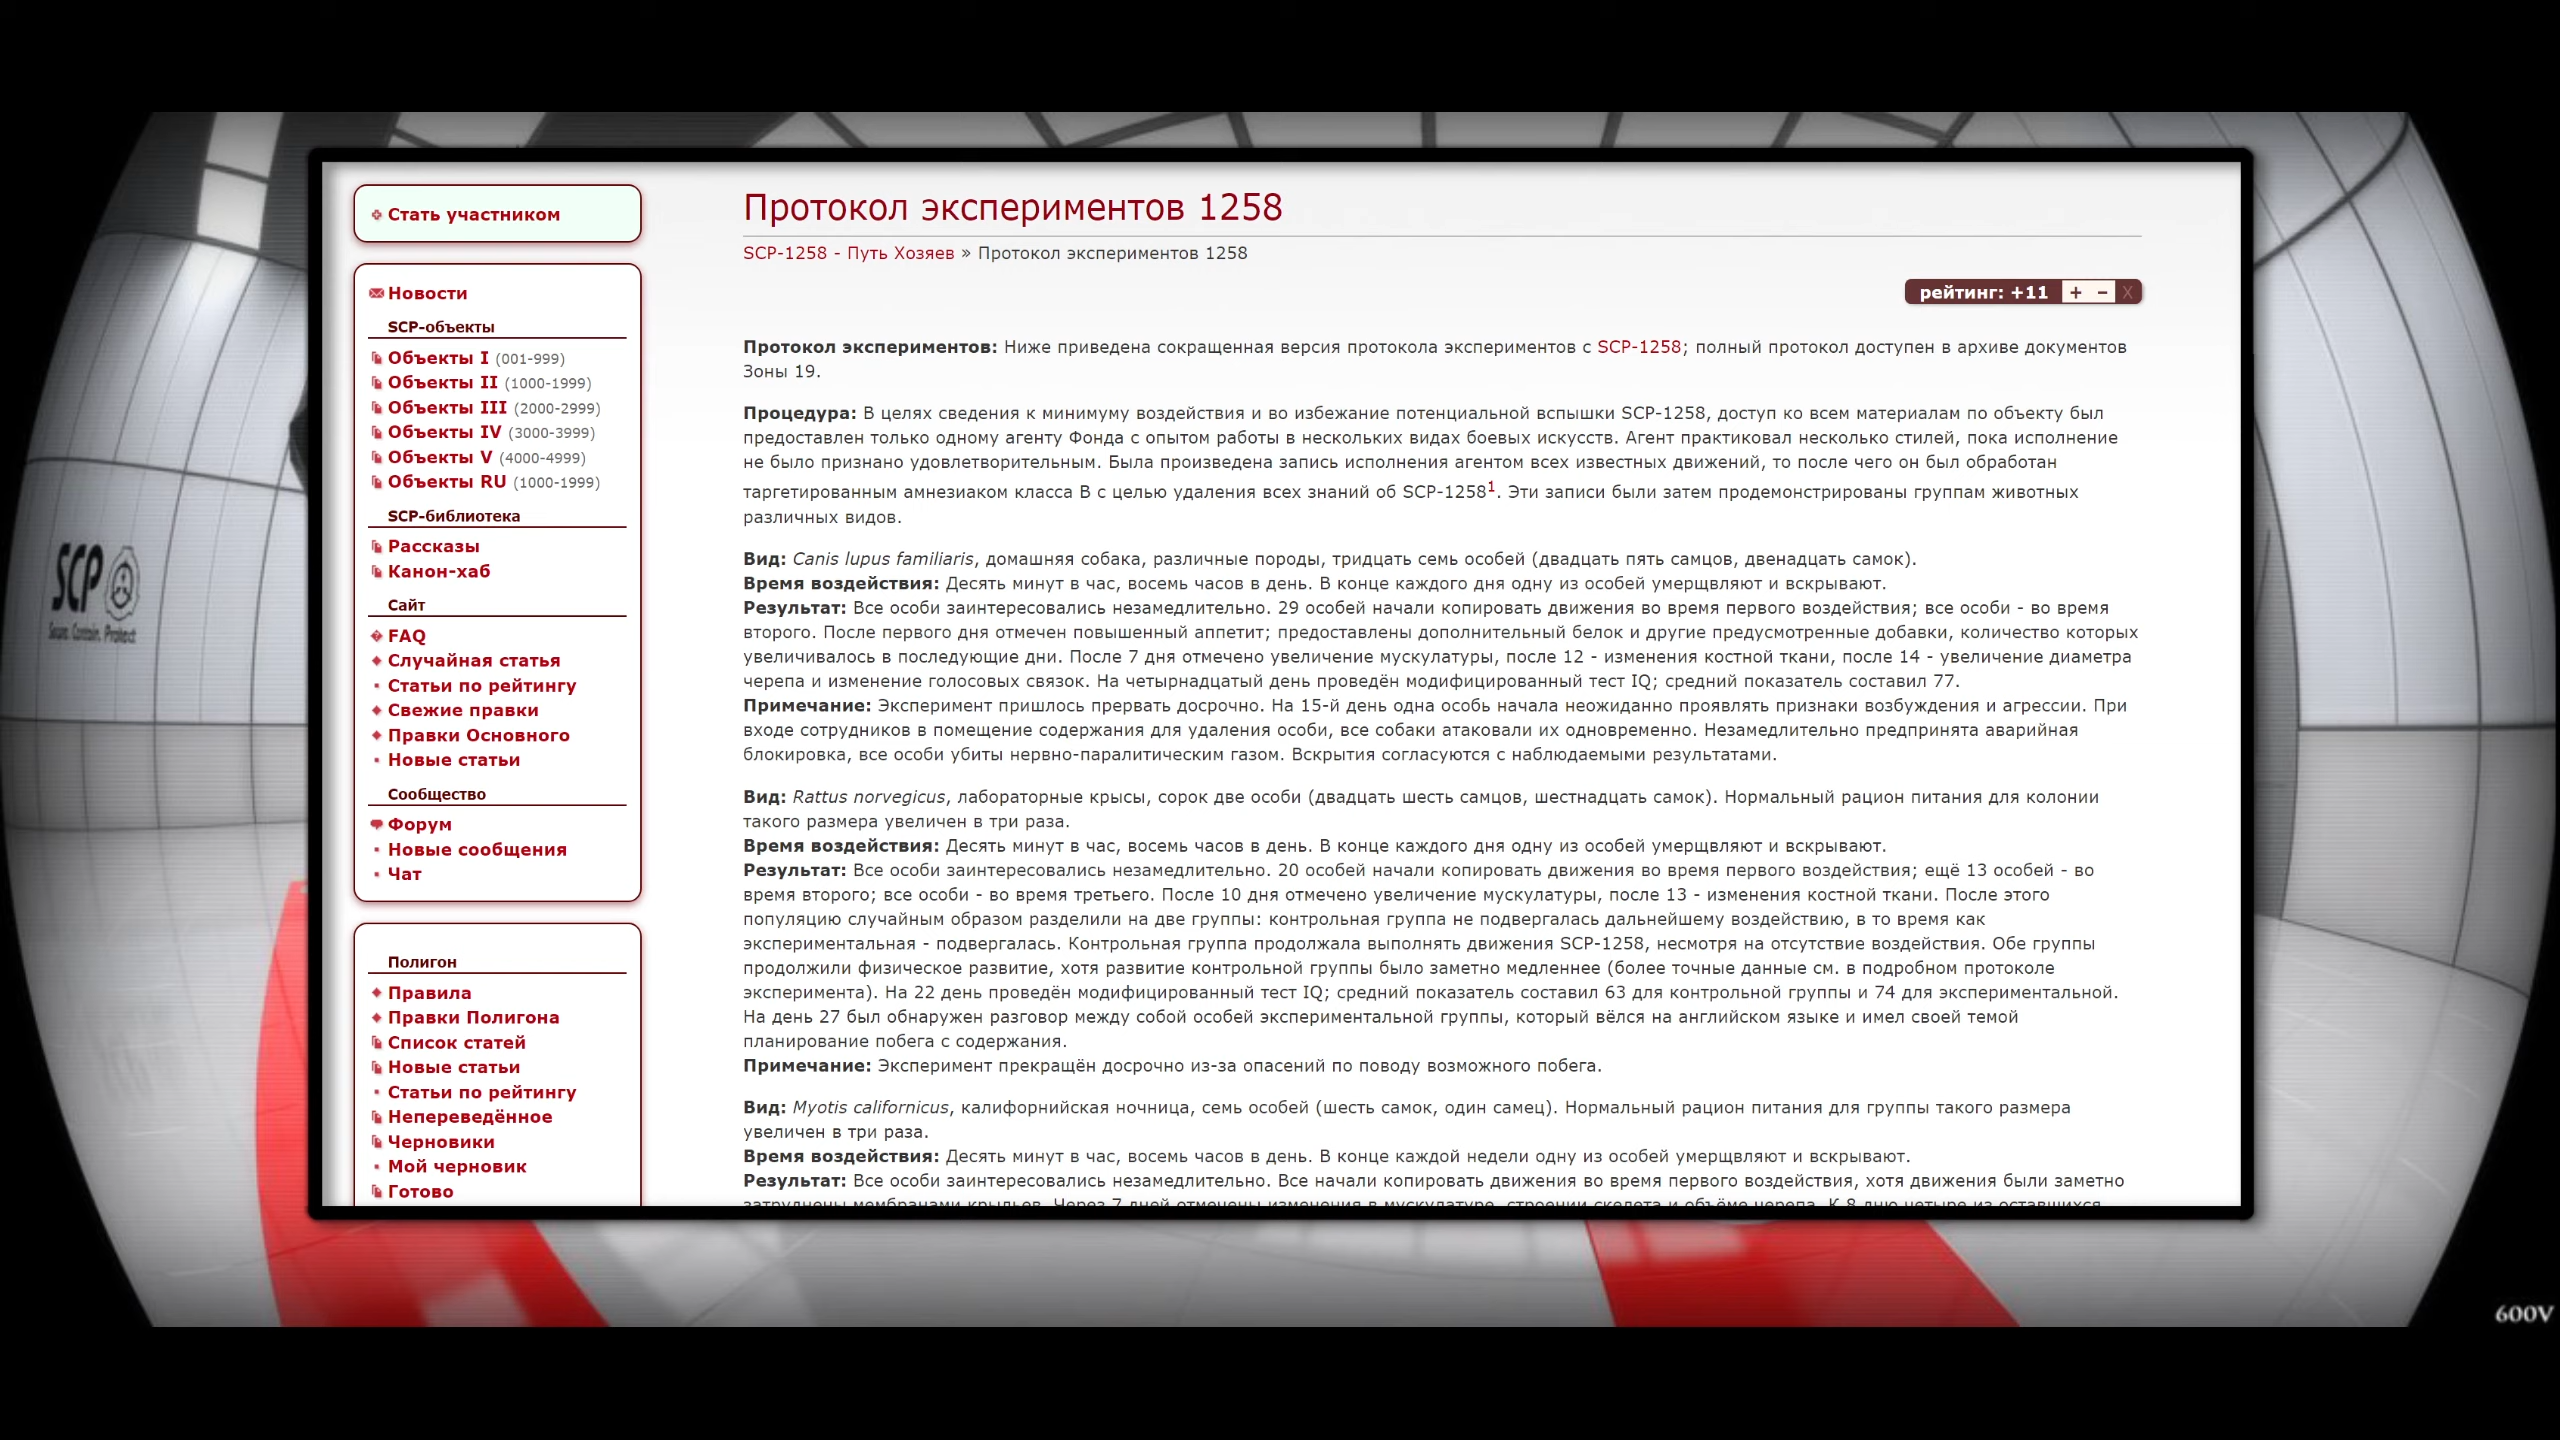 Стать участником
Новости
SCP-объекты
Объекты I (001-999)
Объекты II (1000-1999)
Объекты III (2000-2999)
Объекты IV (3000-3999)
Объекты V (4000-4999)
Объекты RU (1000-1999)
SCP-библиотека
Рассказы
Канон-хаб
Сайт
FAQ
Случайная статья
Статьи по рейтингу
Свежие правки
Правки Основного
Новые статьи
Сообщество
Форум
Новые сообщения
Чат
Полигон
Правила
Правки Полигона
Список статей
Новые статьи
Статьи по рейтингу
Непереведённое
Черновики
Мой черновик
Готово
Протокол экспериментов 1258
SCP-1258 - Путь Хозяев » Протокол экспериментов 1258
рейтинг: +11 + − X
Протокол экспериментов: Ниже приведена сокращенная версия протокола экспериментов с SCP-1258; полный протокол доступен в архиве документов
Зоны 19.
Процедура: В целях сведения к минимуму воздействия и во избежание потенциальной вспышки SCP-1258, доступ ко всем материалам по объекту был
предоставлен только одному агенту Фонда с опытом работы в нескольких видах боевых искусств. Агент практиковал несколько стилей, пока исполнение
не было признано удовлетворительным. Была произведена запись исполнения агентом всех известных движений, то после чего он был обработан
таргетированным амнезиаком класса B с целью удаления всех знаний об SCP-1258¹. Эти записи были затем продемонстрированы группам животных
различных видов.
Вид: Canis lupus familiaris, домашняя собака, различные породы, тридцать семь особей (двадцать пять самцов, двенадцать самок).
Время воздействия: Десять минут в час, восемь часов в день. В конце каждого дня одну из особей умерщвляют и вскрывают.
Результат: Все особи заинтересовались незамедлительно. 29 особей начали копировать движения во время первого воздействия; все особи - во время
второго. После первого дня отмечен повышенный аппетит; предоставлены дополнительный белок и другие предусмотренные добавки, количество которых
увеличивалось в последующие дни. После 7 дня отмечено увеличение мускулатуры, после 12 - изменения костной ткани, после 14 - увеличение диаметра
черепа и изменение голосовых связок. На четырнадцатый день проведён модифицированный тест IQ; средний показатель составил 77.
Примечание: Эксперимент пришлось прервать досрочно. На 15-й день одна особь начала неожиданно проявлять признаки возбуждения и агрессии. При
входе сотрудников в помещение содержания для удаления особи, все собаки атаковали их одновременно. Незамедлительно предпринята аварийная
блокировка, все особи убиты нервно-паралитическим газом. Вскрытия согласуются с наблюдаемыми результатами.
Вид: Rattus norvegicus, лабораторные крысы, сорок две особи (двадцать шесть самцов, шестнадцать самок). Нормальный рацион питания для колонии
такого размера увеличен в три раза.
Время воздействия: Десять минут в час, восемь часов в день. В конце каждого дня одну из особей умерщвляют и вскрывают.
Результат: Все особи заинтересовались незамедлительно. 20 особей начали копировать движения во время первого воздействия; ещё 13 особей - во
время второго; все особи - во время третьего. После 10 дня отмечено увеличение мускулатуры, после 13 - изменения костной ткани. После этого
популяцию случайным образом разделили на две группы: контрольная группа не подвергалась дальнейшему воздействию, в то время как
экспериментальная - подвергалась. Контрольная группа продолжала выполнять движения SCP-1258, несмотря на отсутствие воздействия. Обе группы
продолжили физическое развитие, хотя развитие контрольной группы было заметно медленнее (более точные данные см. в подробном протоколе
эксперимента). На 22 день проведён модифицированный тест IQ; средний показатель составил 63 для контрольной группы и 74 для экспериментальной.
На день 27 был обнаружен разговор между собой особей экспериментальной группы, который вёлся на английском языке и имел своей темой
планирование побега с содержания.
Примечание: Эксперимент прекращён досрочно из-за опасений по поводу возможного побега.
Вид: Myotis californicus, калифорнийская ночница, семь особей (шесть самок, один самец). Нормальный рацион питания для группы такого размера
увеличен в три раза.
Время воздействия: Десять минут в час, восемь часов в день. В конце каждой недели одну из особей умерщвляют и вскрывают.
Результат: Все особи заинтересовались незамедлительно. Все начали копировать движения во время первого воздействия, хотя движения были заметно
затруднены мембранами крыльев. Через 7 дней отмечены изменения в мускулатуре, строении скелета и объёме черепа. К 8 дню четыре из оставшихся
SCP
Secure. Contain. Protect
600V